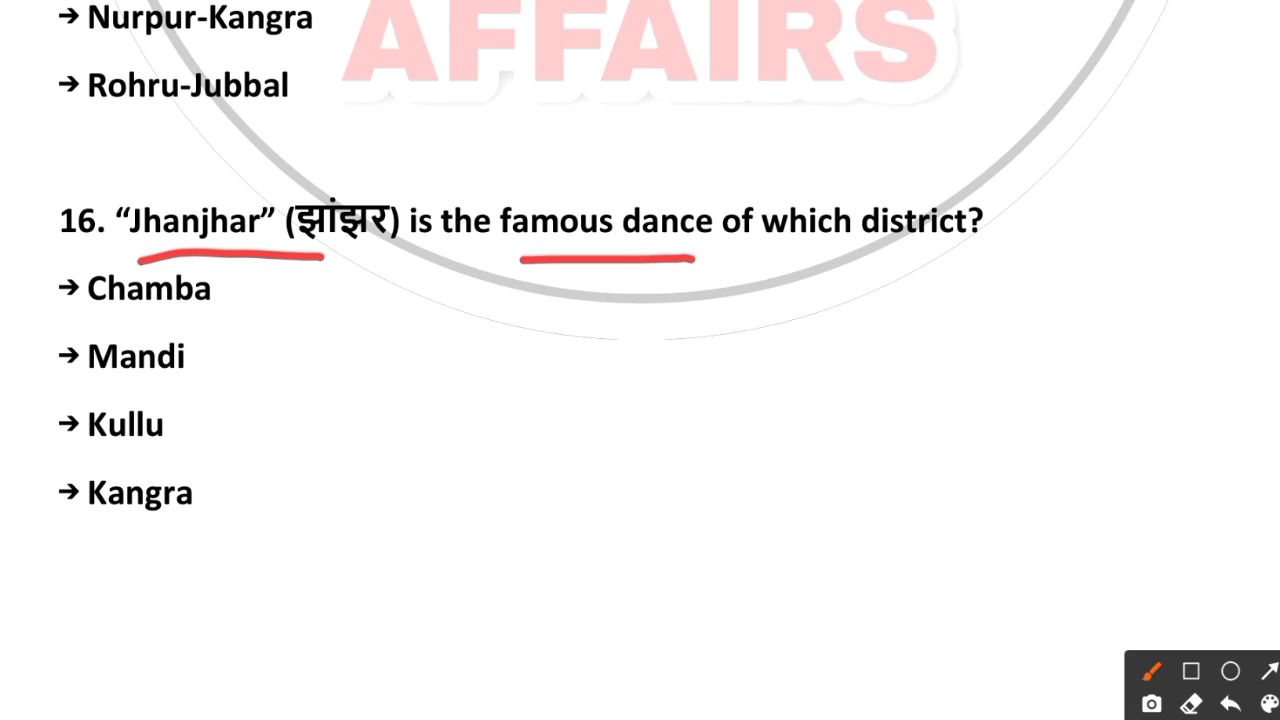 AFFAIRS
→ Nurpur-Kangra
→ Rohru-Jubbal
16. “Jhanjhar” (झांझर) is the famous dance of which district?
→ Chamba
→ Mandi
→ Kullu
→ Kangra